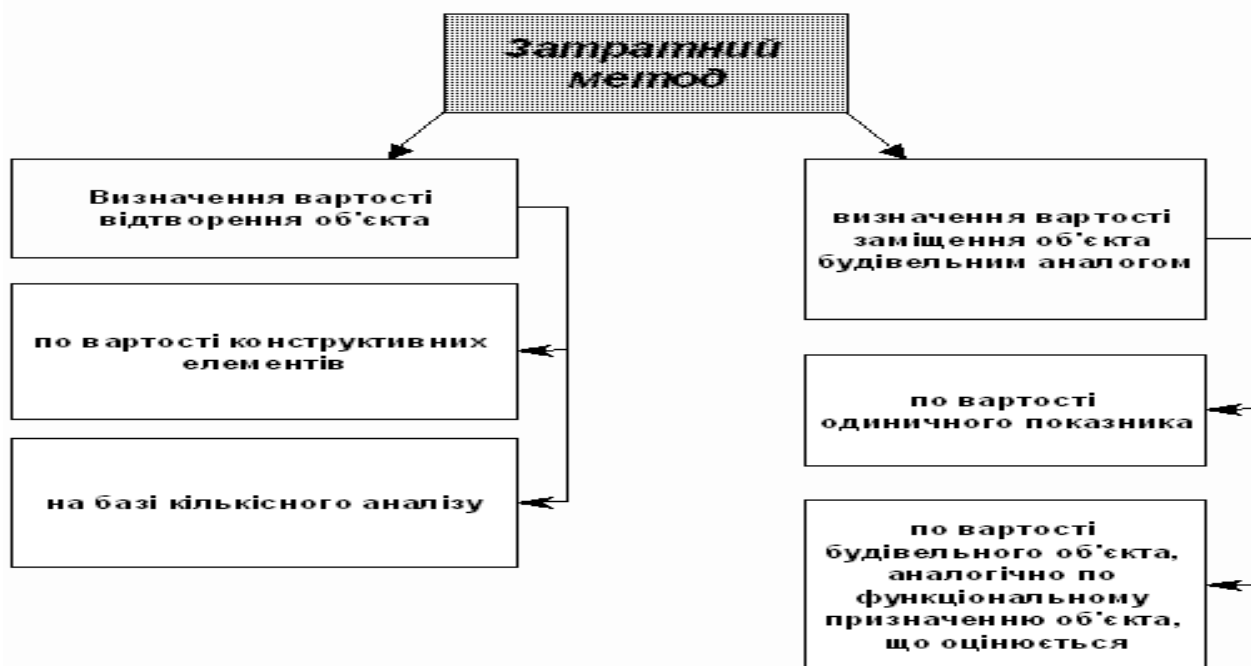 Затратний
метод
Визначення вартості
відтворення об'єкта
по вартості конструктивних
елементів
на базі кількісного аналізу
визначення вартості
заміщення об'єкта
будівельним аналогом
по вартості
одиничного показника
по вартості
будівельного об'єкта,
аналогічно по
функціональному
призначенню об'єкта,
що оцінюється